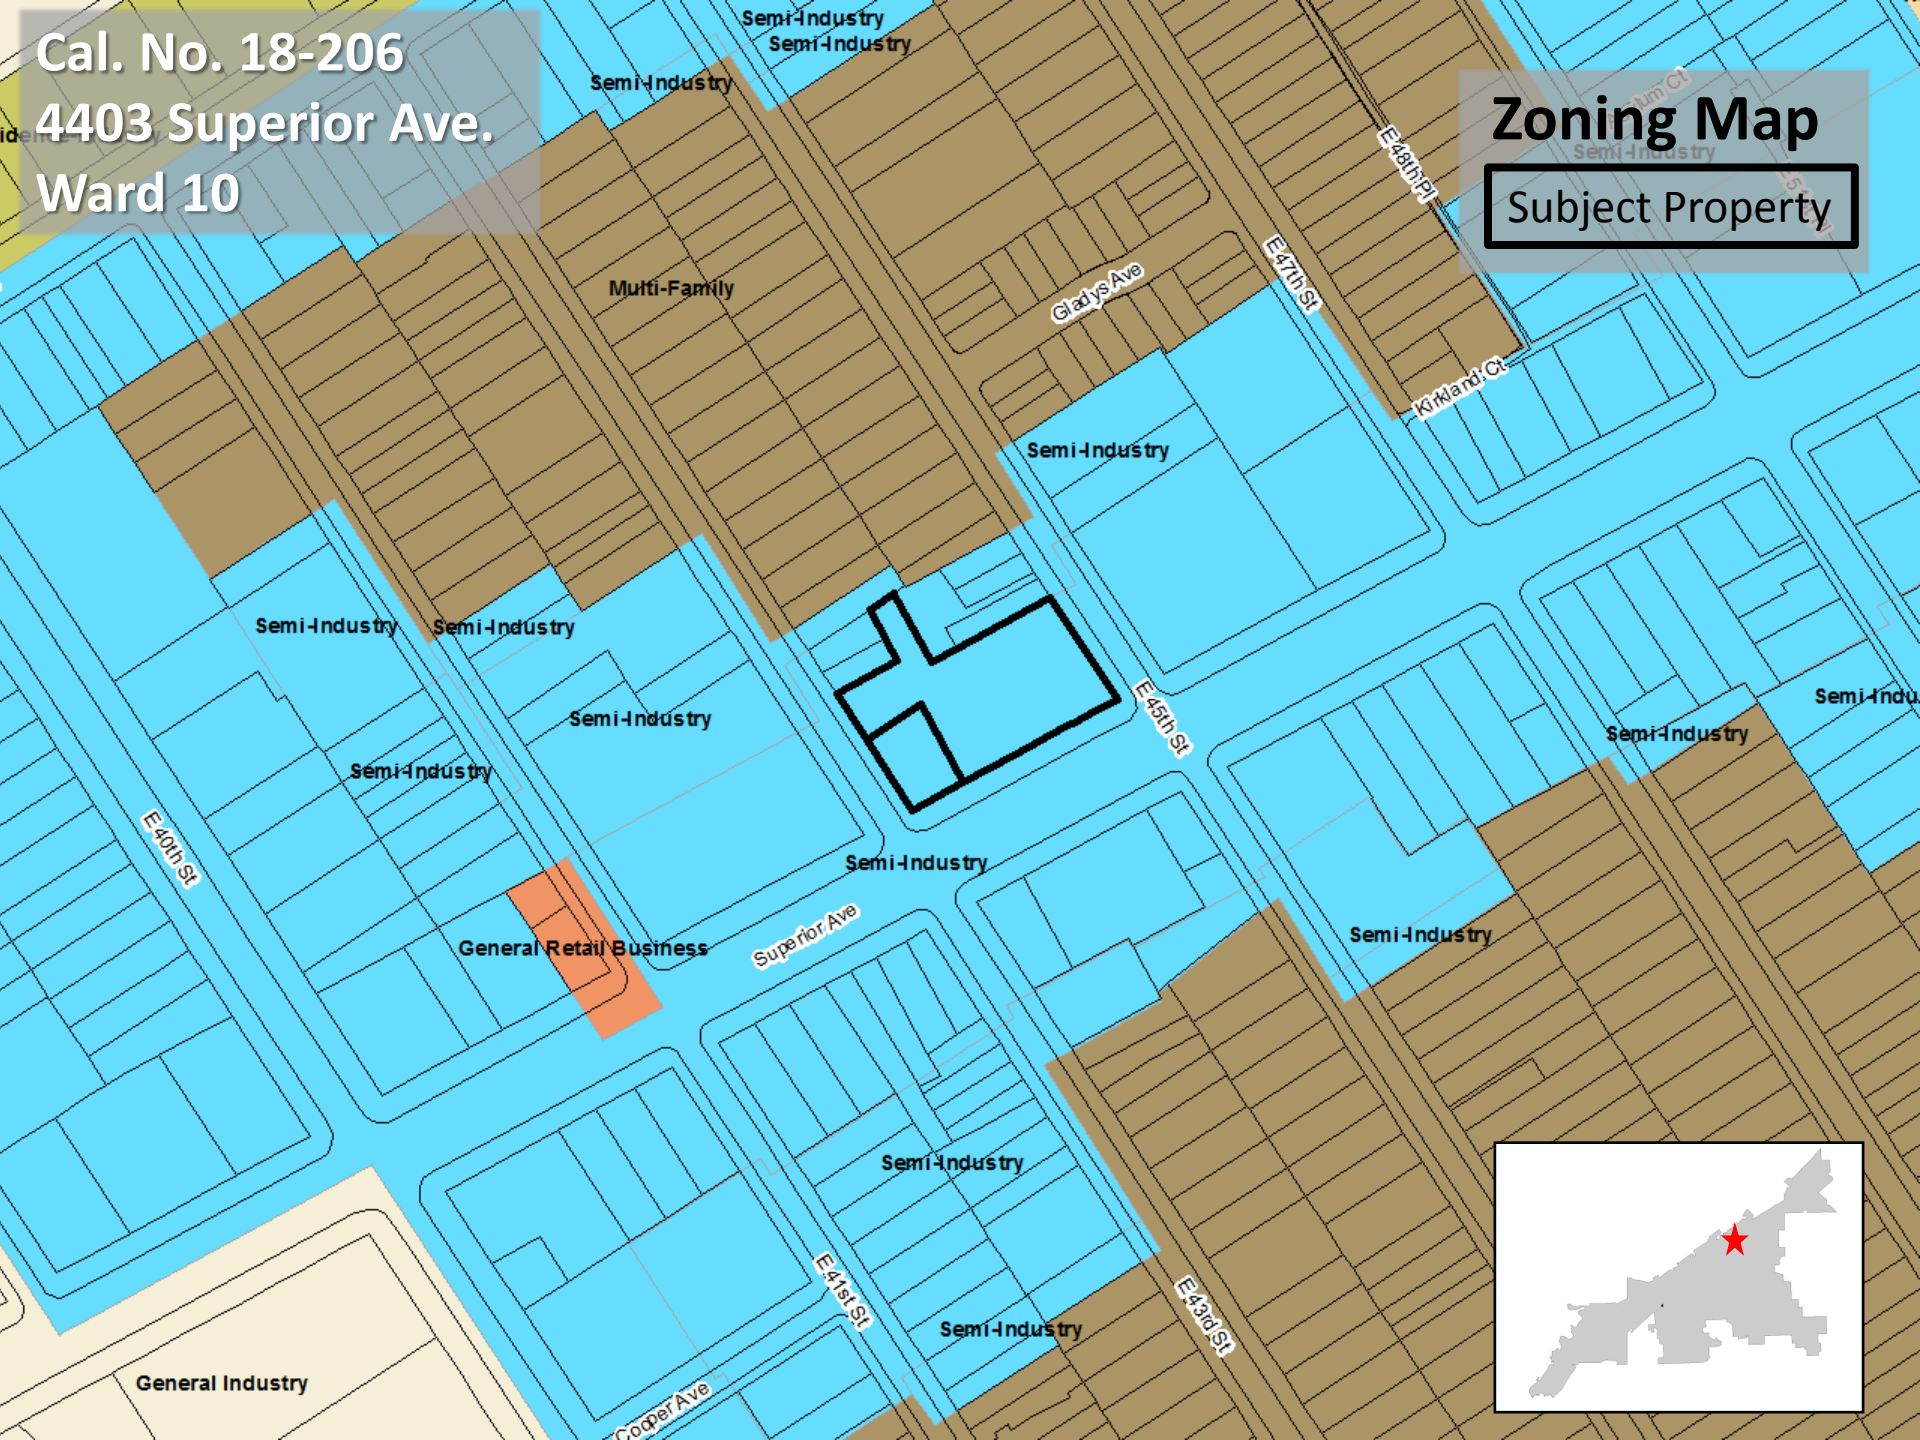 Cal. No. 18-206
4403 Superior Ave.
Ward 10
Zoning Map
Subject Property
Semi-Industry
Semi-Industry
Semi-Industry
Semi-Industry
E 48th Pl
E 47th St
Multi-Family
Gladys Ave
Kirkland Ct
Semi-Industry
Semi-Industry
Semi-Industry
Semi-Industry
E 45th St
Semi-Indu
Semi-Industry
Semi-Industry
E 40th St
Semi-Industry
Superior Ave
General Retail Business
Semi-Industry
Semi-Industry
E 41st St
E 43rd St
Semi-Industry
General Industry
Cooper Ave